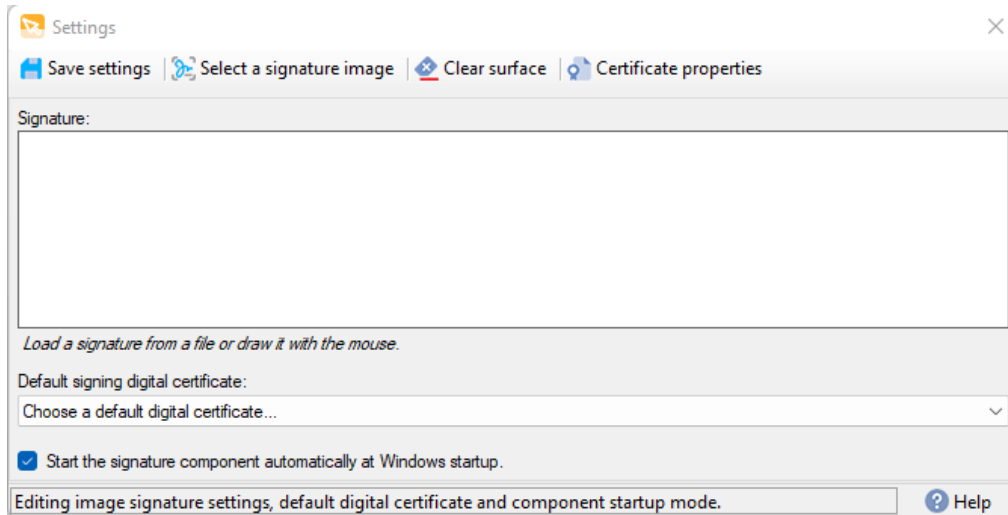 Settings
Save settings Select a signature image Clear surface Certificate properties
Signature:
Load a signature from a file or draw it with the mouse.
Default signing digital certificate:
Choose a default digital certificate...
Start the signature component automatically at Windows startup.
Editing image signature settings, default digital certificate and component startup mode. Help